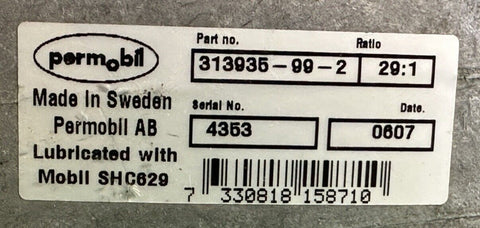 permobil
Part no. Ratio
313935-99-2 29:1
Made In Sweden
Serial No. Date.
Permobil AB
4353 0607
Lubricated with
Mobil SHC629
7 330818 158710